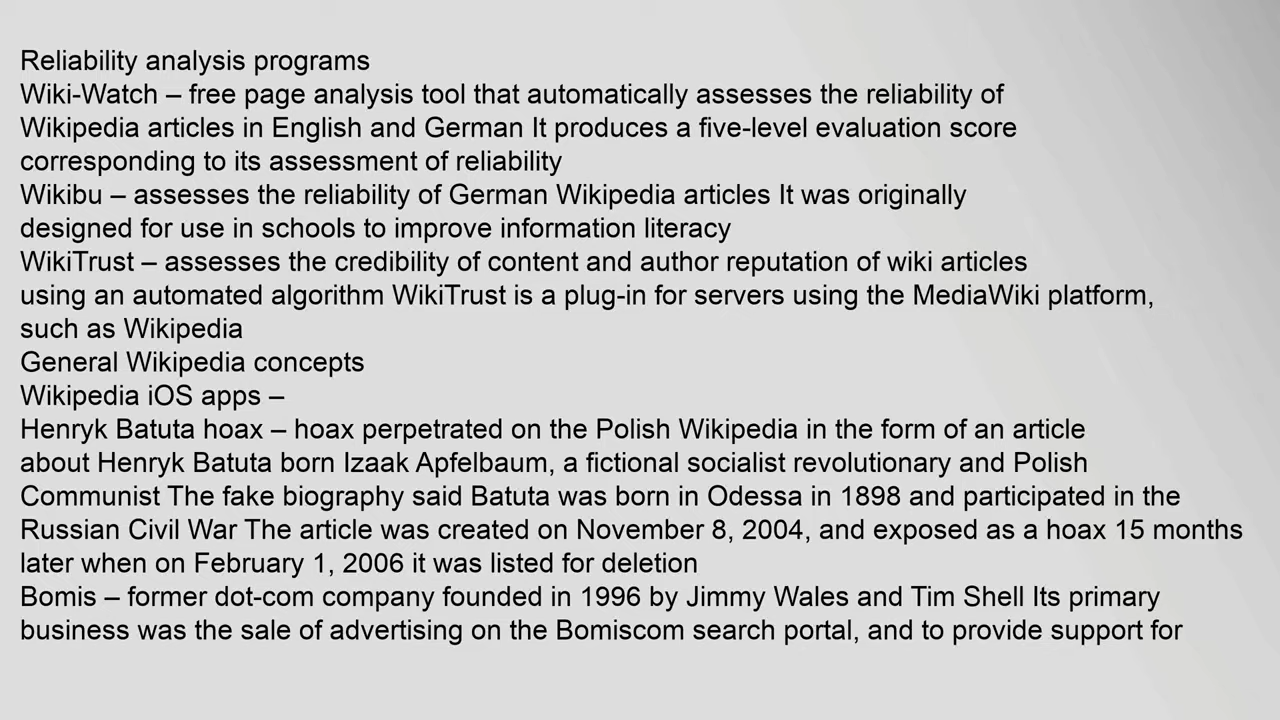 Reliability analysis programs
Wiki-Watch – free page analysis tool that automatically assesses the reliability of
Wikipedia articles in English and German It produces a five-level evaluation score
corresponding to its assessment of reliability
Wikibu – assesses the reliability of German Wikipedia articles It was originally
designed for use in schools to improve information literacy
WikiTrust – assesses the credibility of content and author reputation of wiki articles
using an automated algorithm WikiTrust is a plug-in for servers using the MediaWiki platform,
such as Wikipedia
General Wikipedia concepts
Wikipedia iOS apps –
Henryk Batuta hoax – hoax perpetrated on the Polish Wikipedia in the form of an article
about Henryk Batuta born Izaak Apfelbaum, a fictional socialist revolutionary and Polish
Communist The fake biography said Batuta was born in Odessa in 1898 and participated in the
Russian Civil War The article was created on November 8, 2004, and exposed as a hoax 15 months
later when on February 1, 2006 it was listed for deletion
Bomis – former dot-com company founded in 1996 by Jimmy Wales and Tim Shell Its primary
business was the sale of advertising on the Bomiscom search portal, and to provide support for